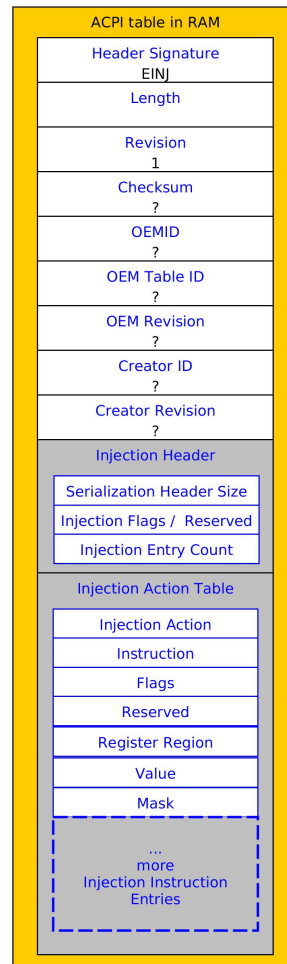 ACPI table in RAM
Header Signature
EINJ
Length
Revision
1
Checksum
?
OEMID
?
OEM Table ID
?
OEM Revision
?
Creator ID
?
Creator Revision
?
Injection Header
Serialization Header Size
Injection Flags / Reserved
Injection Entry Count
Injection Action Table
Injection Action
Instruction
Flags
Reserved
Register Region
Value
Mask
...
more
Injection Instruction
Entries